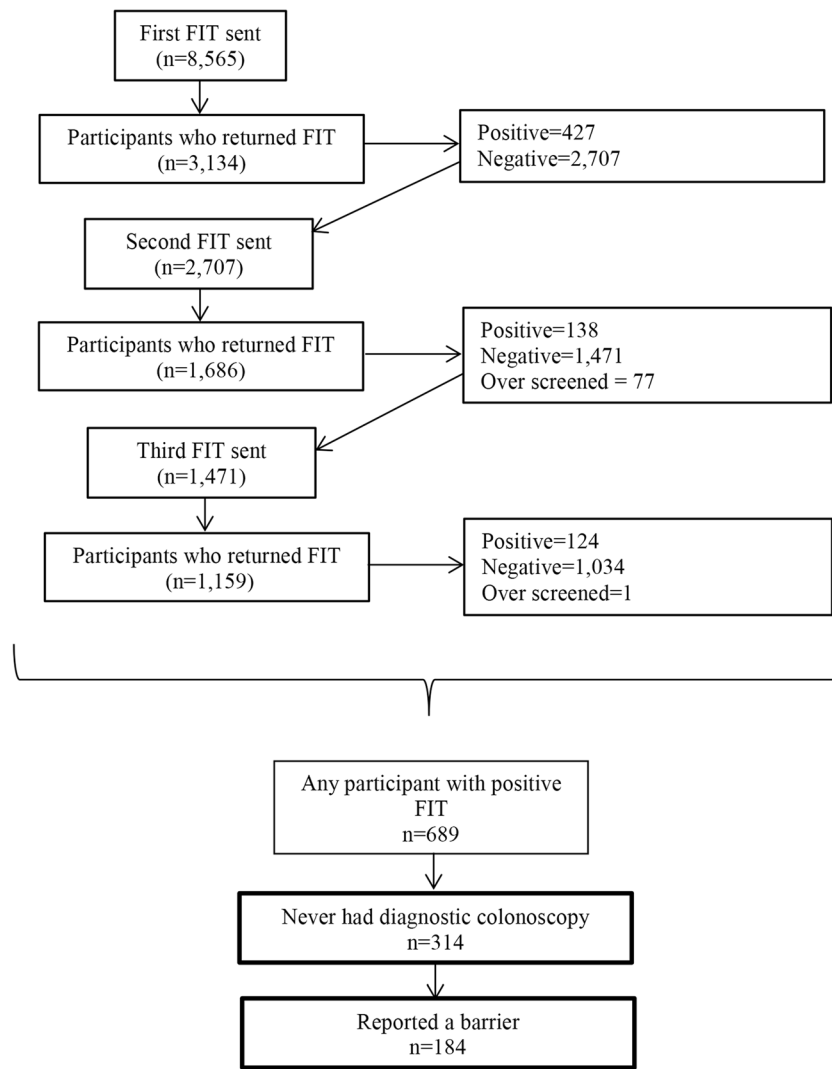 First FIT sent
(n=8,565)
Participants who returned FIT
(n=3,134)
Positive=427
Negative=2,707
Second FIT sent
(n=2,707)
Participants who returned FIT
(n=1,686)
Positive=138
Negative=1,471
Over screened = 77
Third FIT sent
(n=1,471)
Participants who returned FIT
(n=1,159)
Positive=124
Negative=1,034
Over screened=1
Any participant with positive
FIT
n=689
Never had diagnostic colonoscopy
n=314
Reported a barrier
n=184